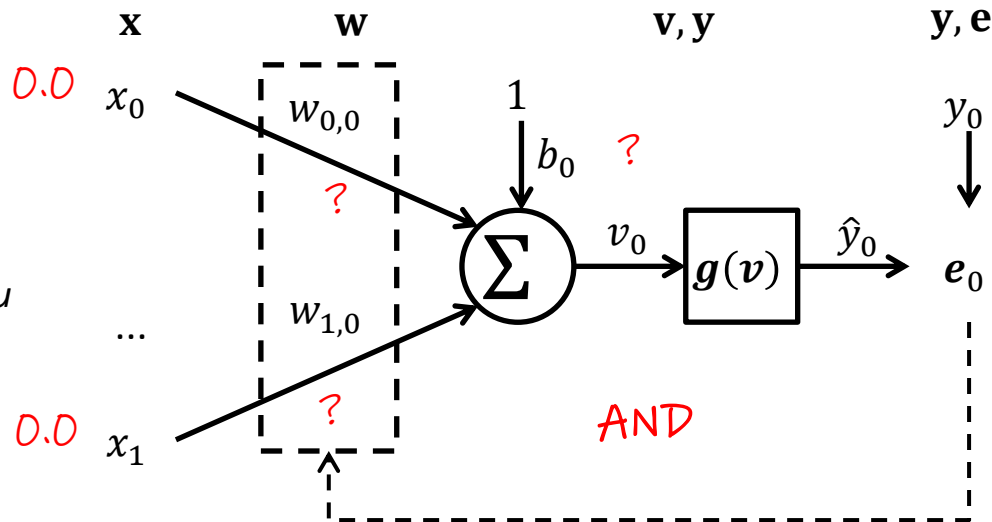 x w v, y y, e
0.0 x₀ w₀,₀ 1 y₀
? b₀ ?
Σ v₀ g(v) ŷ₀ e₀
u ... w₁,₀
0.0 x₁ ? AND